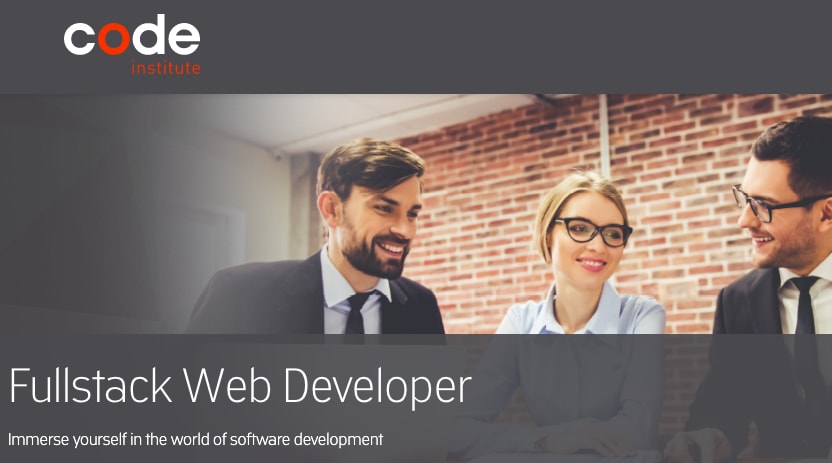 code
institute
Fullstack Web Developer
Immerse yourself in the world of software development